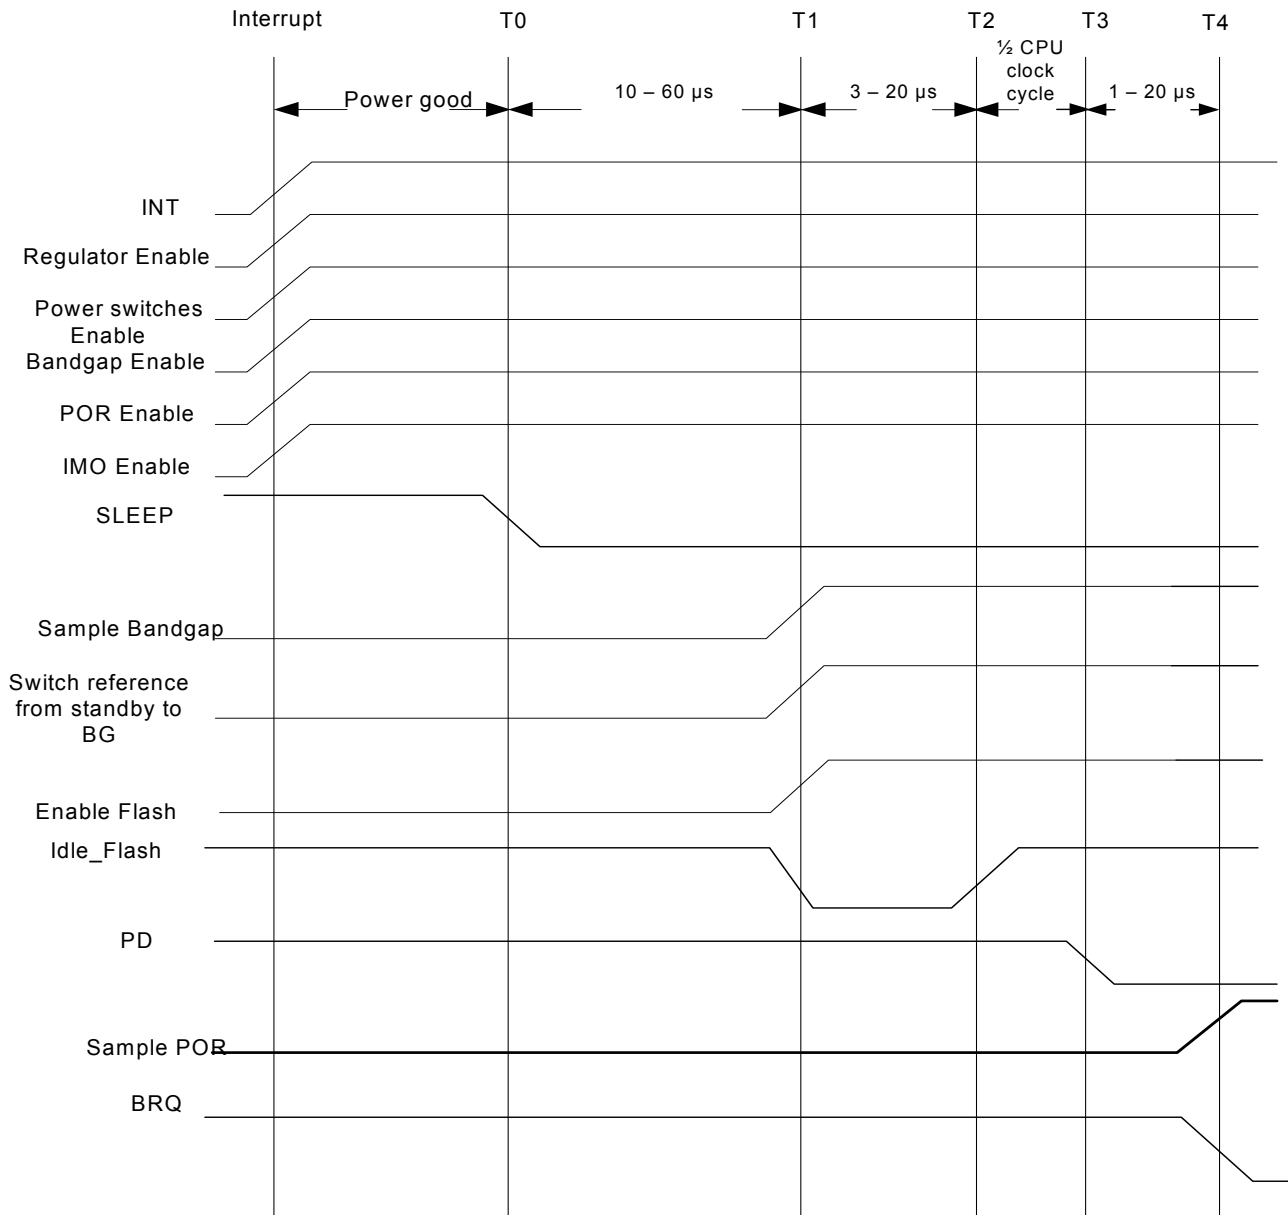 Interrupt
T0
T1
T2
T3
T4
½ CPU
clock
cycle
Power good
10 – 60 µs
3 – 20 µs
1 – 20 µs
INT
Regulator Enable
Power switches
Enable
Bandgap Enable
POR Enable
IMO Enable
SLEEP
Sample Bandgap
Switch reference
from standby to
BG
Enable Flash
Idle_Flash
PD
Sample POR
BRQ